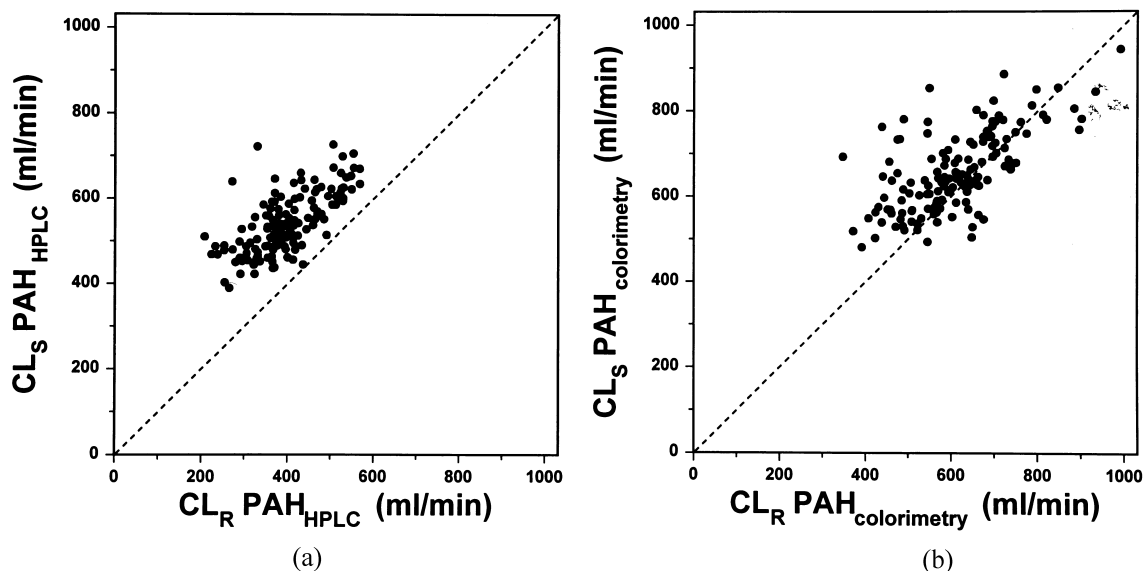 1000
800
600
400
200
0
CLS PAHHPLC (ml/min)
0 200 400 600 800 1000
CLR PAHHPLC (ml/min)
(a)
1000
800
600
400
200
0
CLS PAHcolorimetry (ml/min)
0 200 400 600 800 1000
CLR PAHcolorimetry (ml/min)
(b)